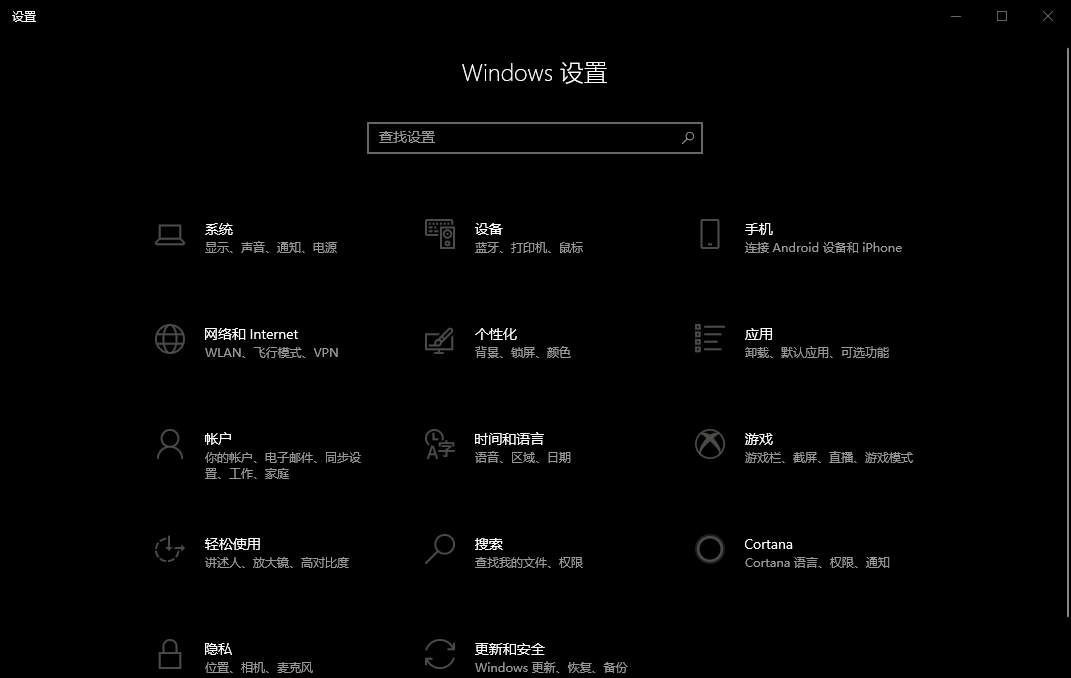 设置
Windows 设置
查找设置
系统
显示、声音、通知、电源
设备
蓝牙、打印机、鼠标
手机
连接 Android 设备和 iPhone
网络和 Internet
WLAN、飞行模式、VPN
个性化
背景、锁屏、颜色
应用
卸载、默认应用、可选功能
帐户
你的帐户、电子邮件、同步设
置、工作、家庭
时间和语言
语音、区域、日期
游戏
游戏栏、截屏、直播、游戏模式
轻松使用
讲述人、放大镜、高对比度
搜索
查找我的文件、权限
Cortana
Cortana 语言、权限、通知
隐私
位置、相机、麦克风
更新和安全
Windows 更新、恢复、备份